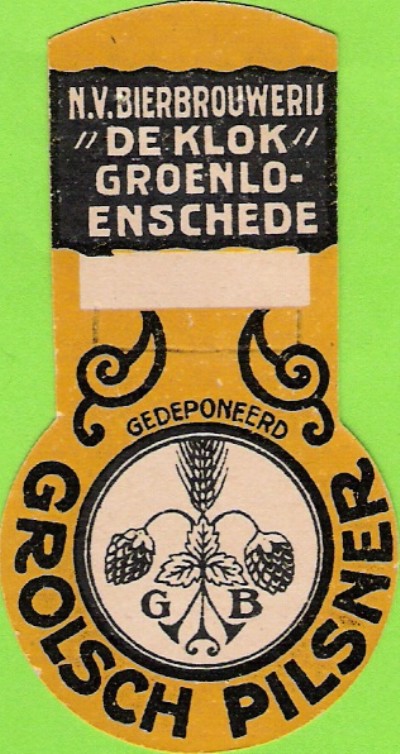 N.V. BIERBROUWERIJ
"DE KLOK"
GROENLO-
ENSCHEDE
GEDEPONEERD
G B
GROLSCH PILSNER